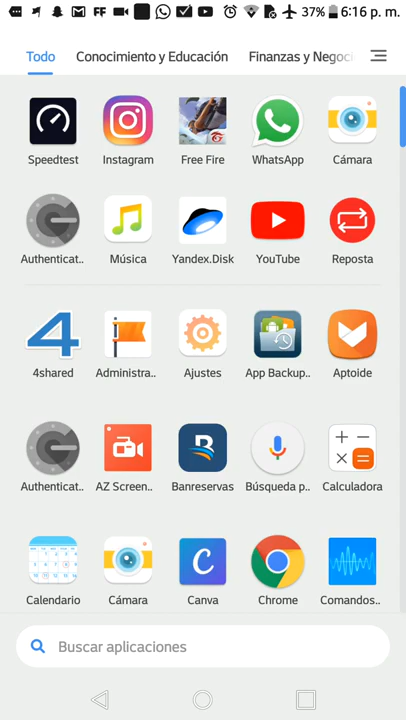 FF 37% 6:16 p. m.
Todo Conocimiento y Educación Finanzas y Negoci
Speedtest Instagram Free Fire WhatsApp Cámara
Authenticat.. Música Yandex.Disk YouTube Reposta
4shared Administra.. Ajustes App Backup.. Aptoide
Authenticat.. AZ Screen.. Banreservas Búsqueda p.. Calculadora
Calendario Cámara Canva Chrome Comandos..
Buscar aplicaciones